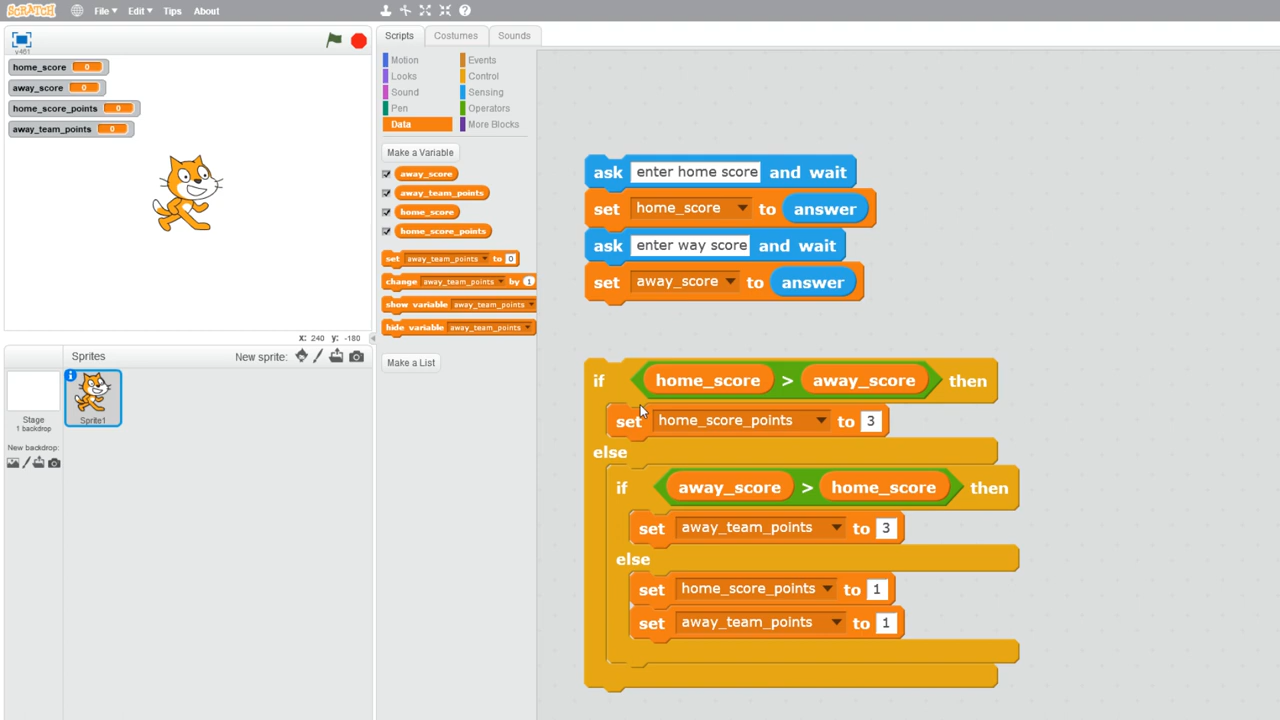 SCRATCH File Edit Tips About
v461
home_score 0
away_score 0
home_score_points 0
away_team_points 0
x: 240 y: -180
Sprites New sprite:
Stage
1 backdrop
New backdrop:
Sprite1
Scripts Costumes Sounds
Motion Events
Looks Control
Sound Sensing
Pen Operators
Data More Blocks
Make a Variable
away_score
away_team_points
home_score
home_score_points
set away_team_points to 0
change away_team_points by 1
show variable away_team_points
hide variable away_team_points
Make a List
ask enter home score and wait
set home_score to answer
ask enter way score and wait
set away_score to answer
if home_score > away_score then
set home_score_points to 3
else
if away_score > home_score then
set away_team_points to 3
else
set home_score_points to 1
set away_team_points to 1